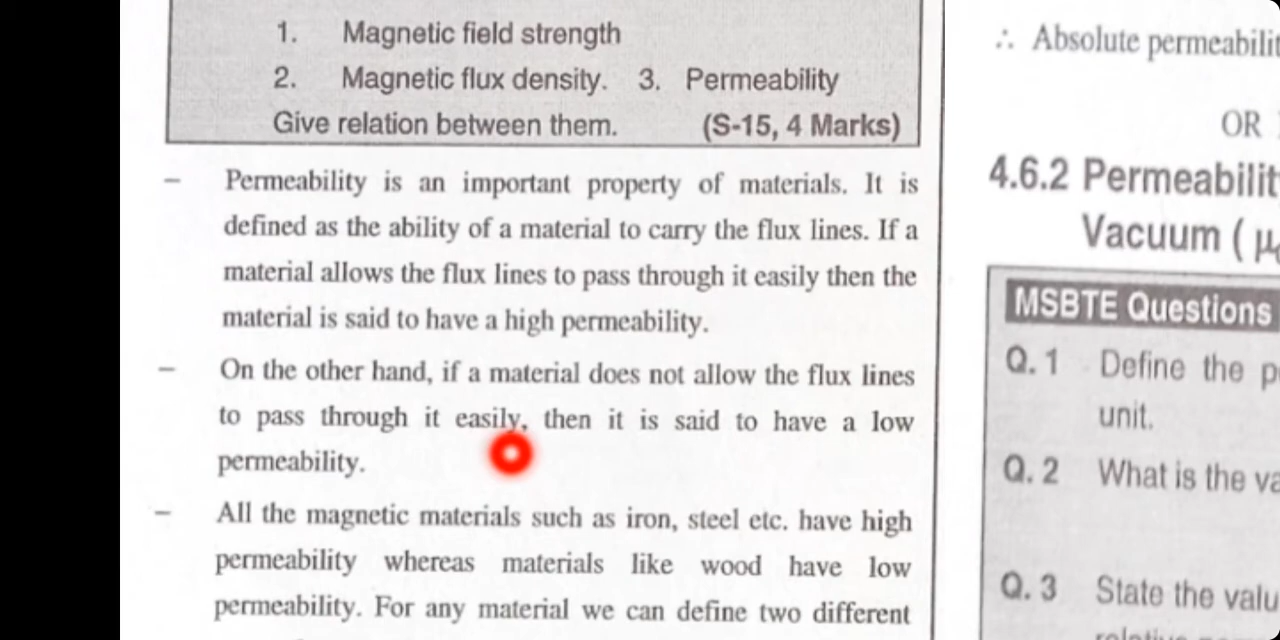 1. Magnetic field strength
2. Magnetic flux density. 3. Permeability
Give relation between them. (S-15, 4 Marks)
– Permeability is an important property of materials. It is
defined as the ability of a material to carry the flux lines. If a
material allows the flux lines to pass through it easily then the
material is said to have a high permeability.
– On the other hand, if a material does not allow the flux lines
to pass through it easily, then it is said to have a low
permeability.
– All the magnetic materials such as iron, steel etc. have high
permeability whereas materials like wood have low
permeability. For any material we can define two different
∴ Absolute
OR
4.6.2
Vacuum (
MSBTE Questions
Q. 1 Define the
unit.
Q. 2 What is the
Q. 3 State the